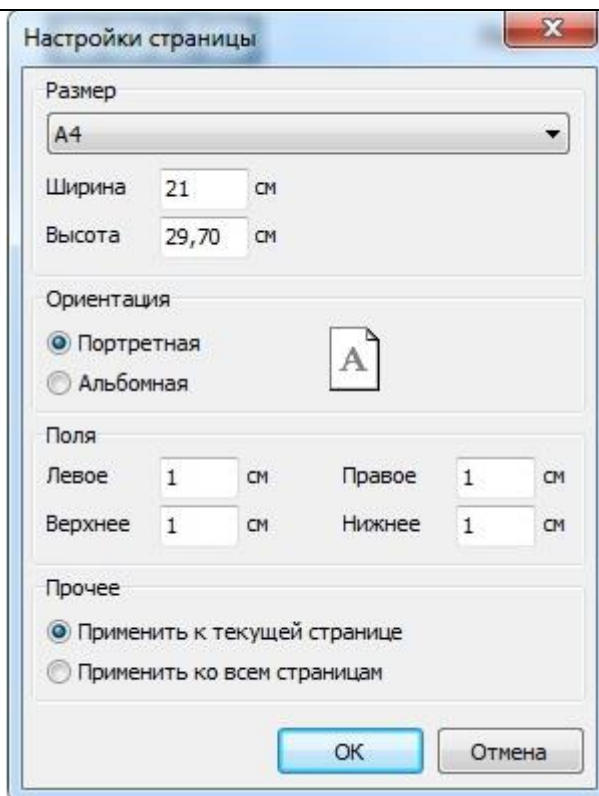 Настройки страницы
Размер
A4
Ширина 21 см
Высота 29,70 см
Ориентация
Портретная
A
Альбомная
Поля
Левое 1 см Правое 1 см
Верхнее 1 см Нижнее 1 см
Прочее
Применить к текущей странице
Применить ко всем страницам
OK Отмена